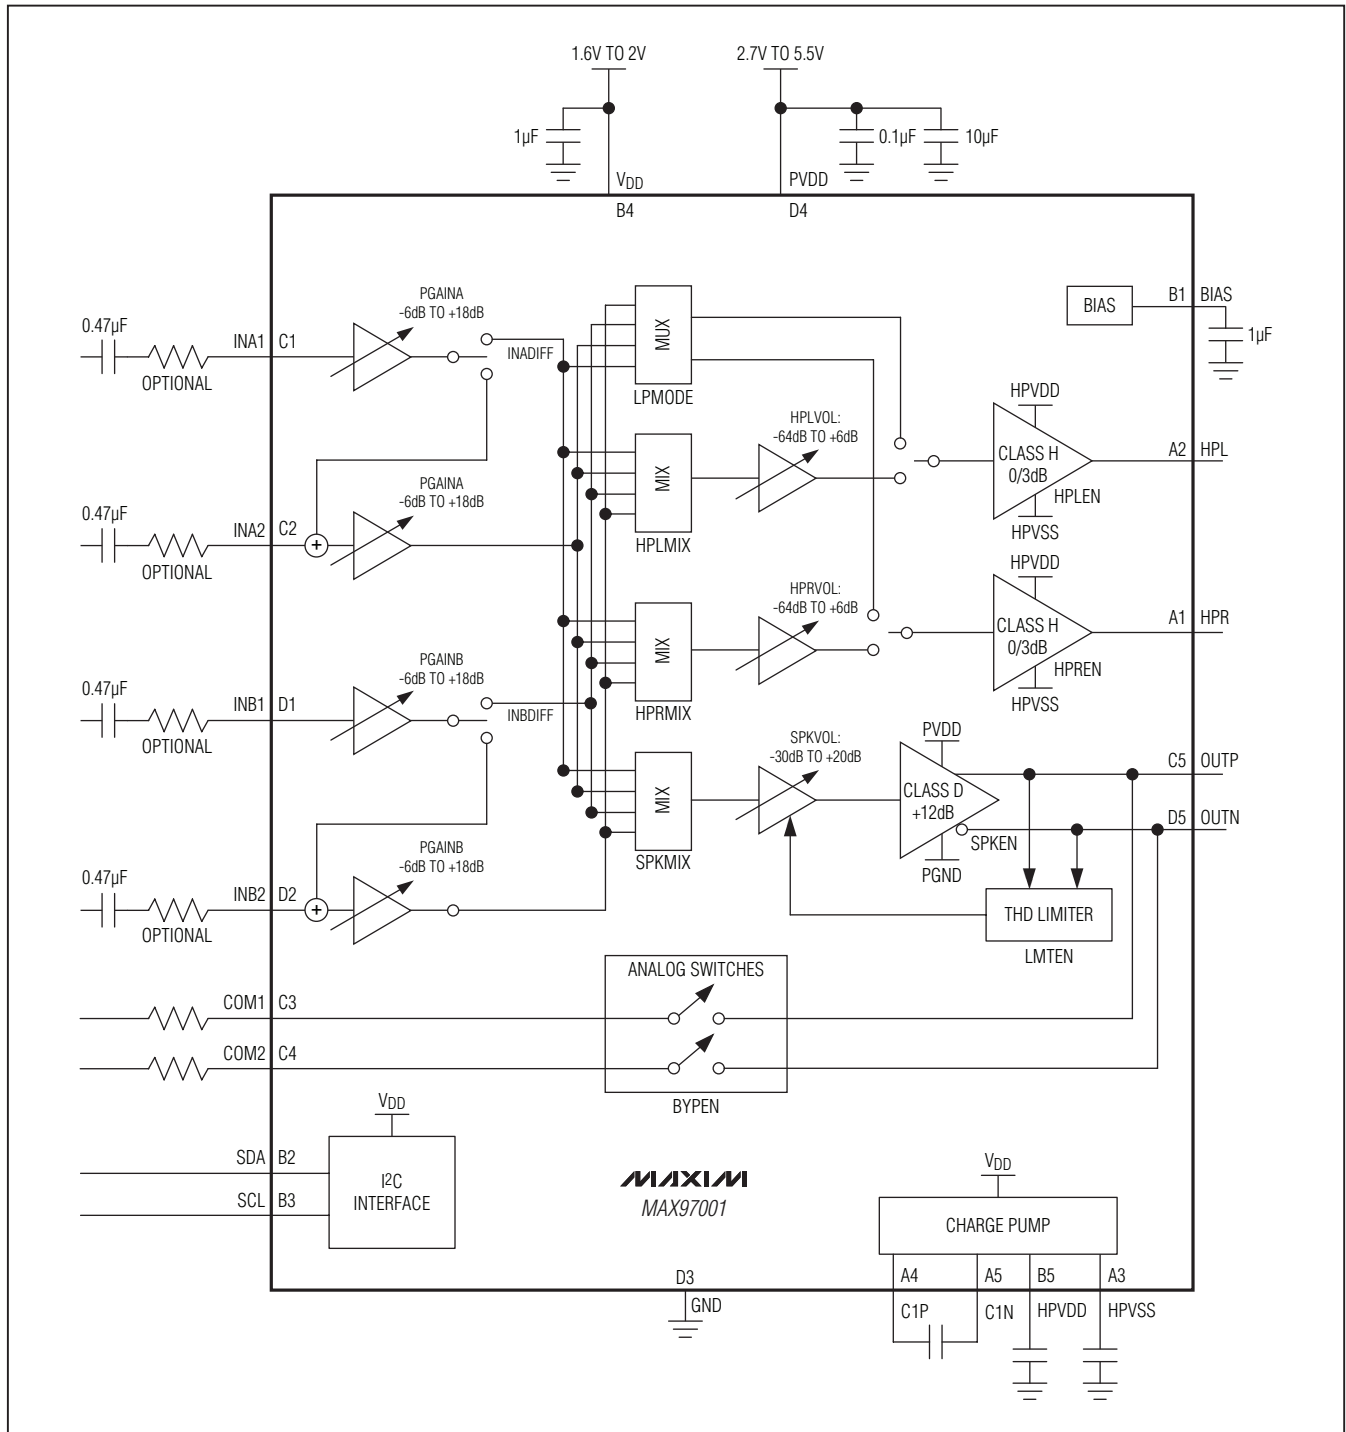 1.6V TO 2V
2.7V TO 5.5V
1µF
0.1µF
10µF
VDD
PVDD
B4
D4
PGAINA
-6dB TO +18dB
0.47µF
INA1
C1
OPTIONAL
INADIFF
MUX
LPMODE
BIAS
B1
BIAS
1µF
HPLVOL:
-64dB TO +6dB
HPVDD
CLASS H
0/3dB
HPLEN
HPVSS
A2
HPL
PGAINA
-6dB TO +18dB
0.47µF
INA2
C2
+
OPTIONAL
MIX
HPLMIX
HPRVOL:
-64dB TO +6dB
HPVDD
CLASS H
0/3dB
HPREN
HPVSS
A1
HPR
PGAINB
-6dB TO +18dB
0.47µF
INB1
D1
OPTIONAL
INBDIFF
MIX
HPRMIX
SPKVOL:
-30dB TO +20dB
PVDD
CLASS D
+12dB
SPKEN
PGND
C5
OUTP
D5
OUTN
MIX
SPKMIX
PGAINB
-6dB TO +18dB
0.47µF
INB2
D2
+
OPTIONAL
THD LIMITER
LMTEN
ANALOG SWITCHES
COM1
C3
COM2
C4
BYPEN
VDD
SDA
B2
SCL
B3
I2C
INTERFACE
MAXIM
MAX97001
VDD
CHARGE PUMP
D3
GND
A4
A5
B5
A3
C1P
C1N
HPVDD
HPVSS